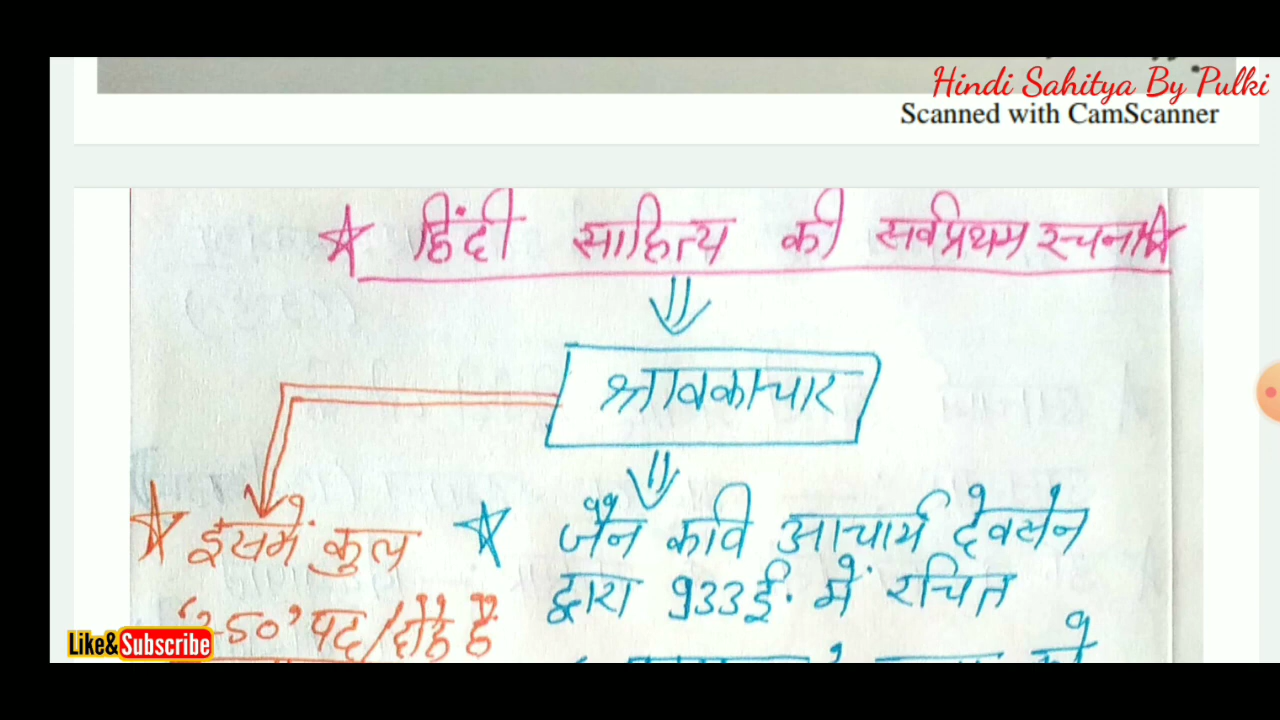 Hindi Sahitya By Pulki
Scanned with CamScanner
हिंदी साहित्य की सर्वप्रथम रचना
श्रावकाचार
इसमें कुल
'250' पद/दोहे हैं
जैन कवि आचार्य देवसेन
द्वारा 933ई. में रचित
Like& Subscribe